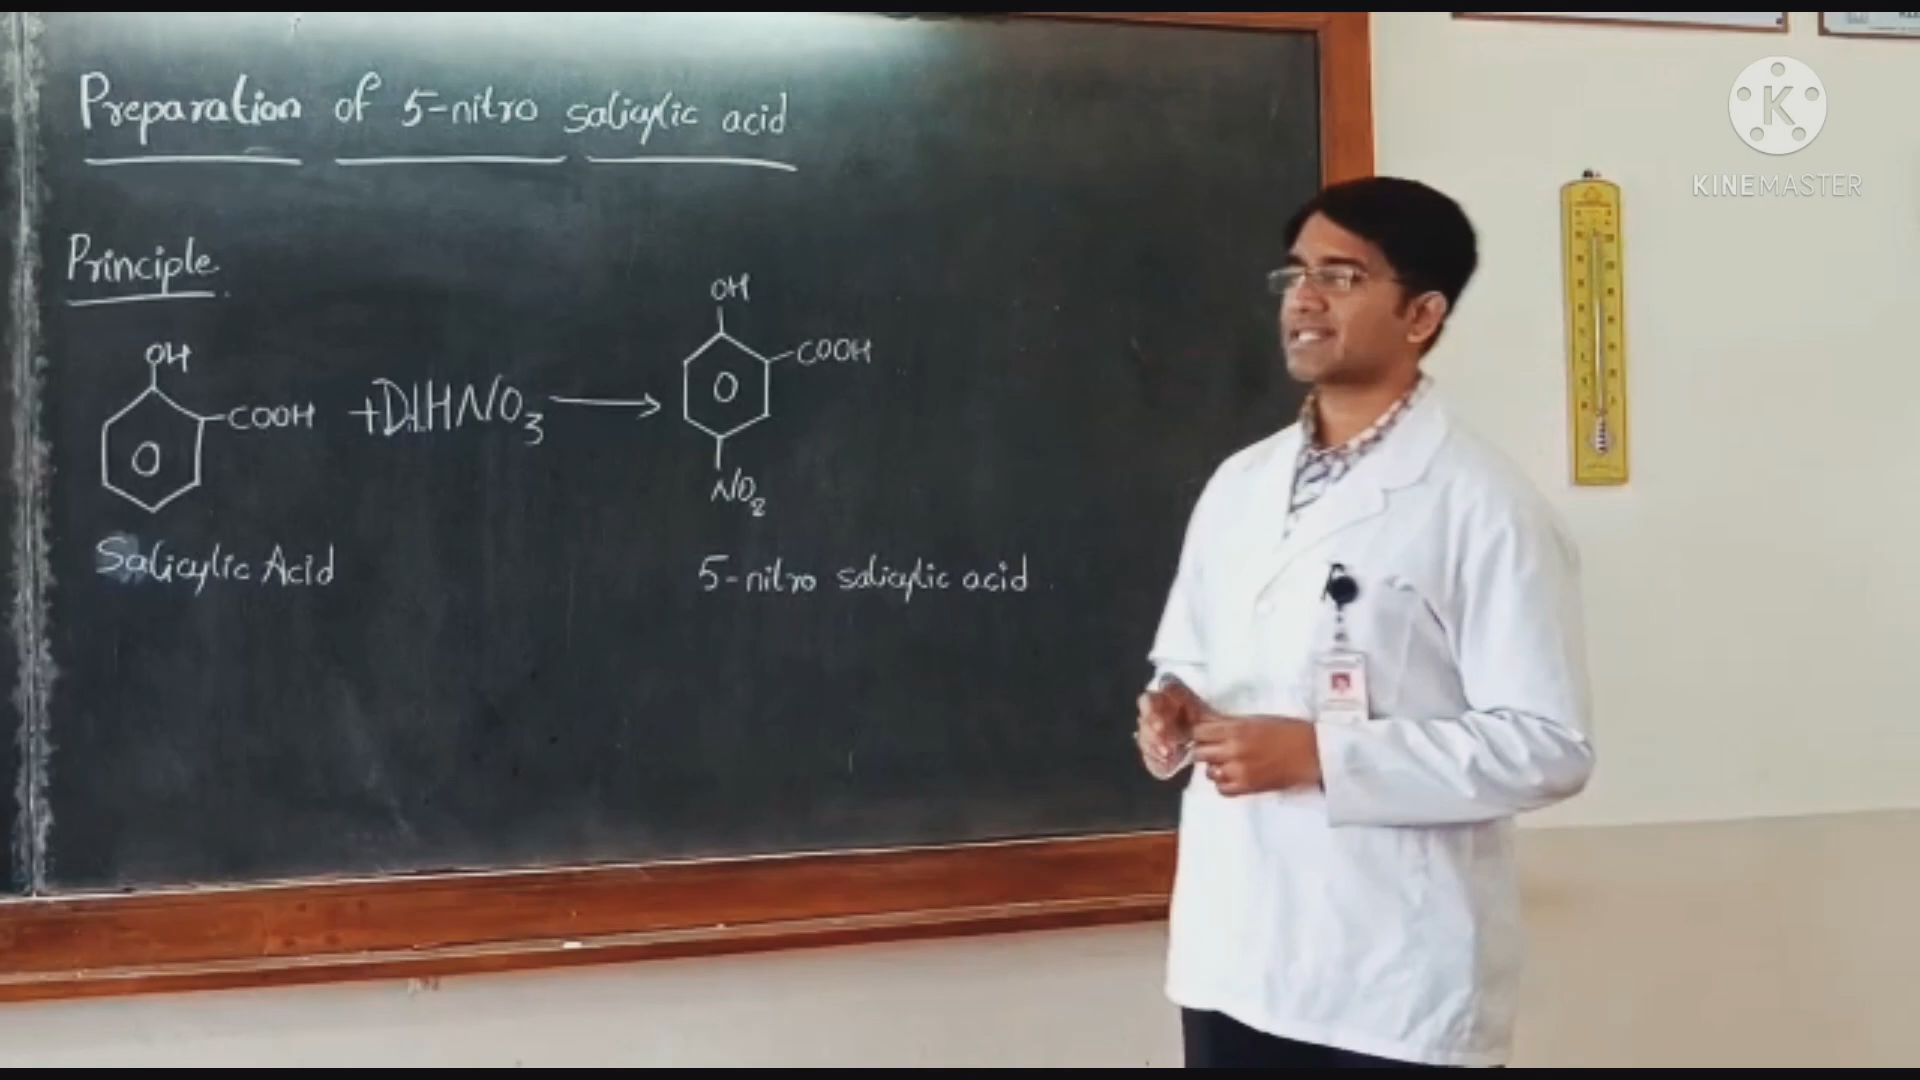 Preparation of 5-nitro salicylic acid
Principle
OH
COOH
+Dil HNO3
OH
COOH
NO2
Salicylic Acid
5-nitro salicylic acid
KINEMASTER